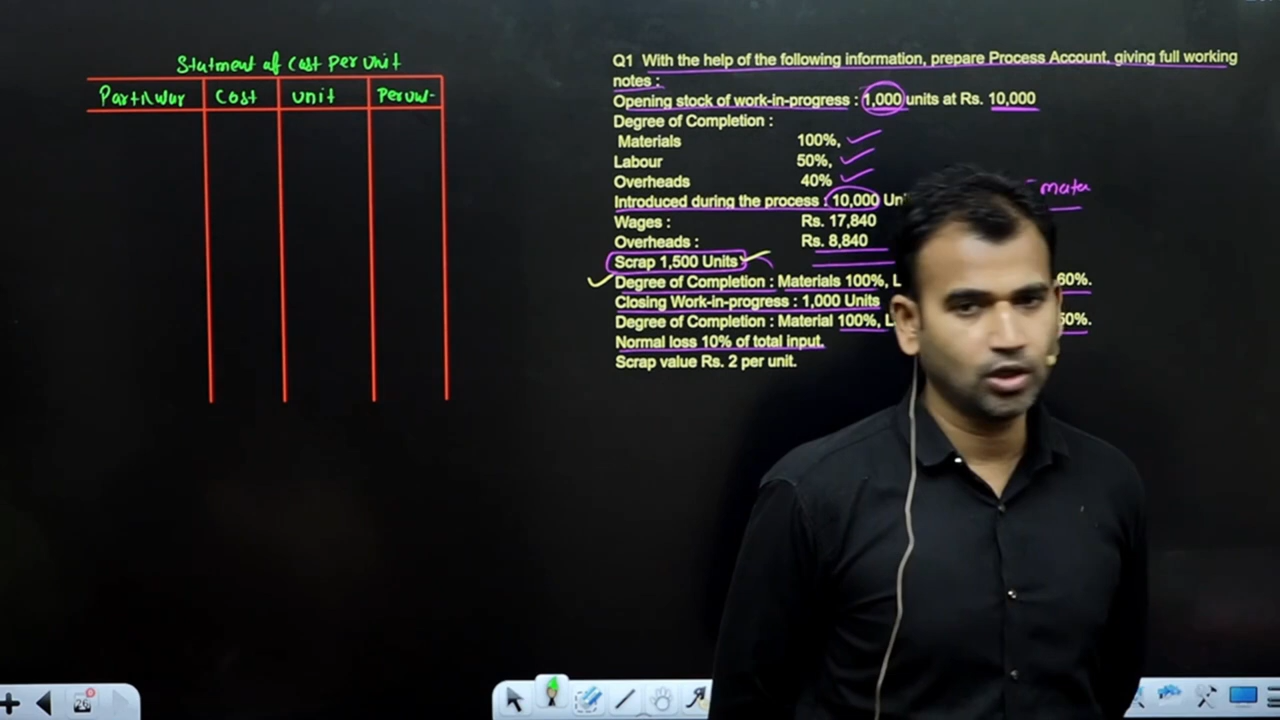 Statment of Cost Per Unit
Particular Cost unit Perunit
Q1 With the help of the following information, prepare Process Account, giving full working
notes :
Opening stock of work-in-progress : 1,000 units at Rs. 10,000
Degree of Completion :
Materials 100%,
Labour 50%,
Overheads 40%
Introduced during the process : 10,000
mate
Wages : Rs. 17,840
Overheads : Rs. 8,840
Scrap 1,500 Units
Degree of Completion : Materials 100%, L 60%.
Closing Work-in-progress : 1,000 Units
Degree of Completion : Material 100%, L
Normal loss 10% of total input.
Scrap value Rs. 2 per unit.
26